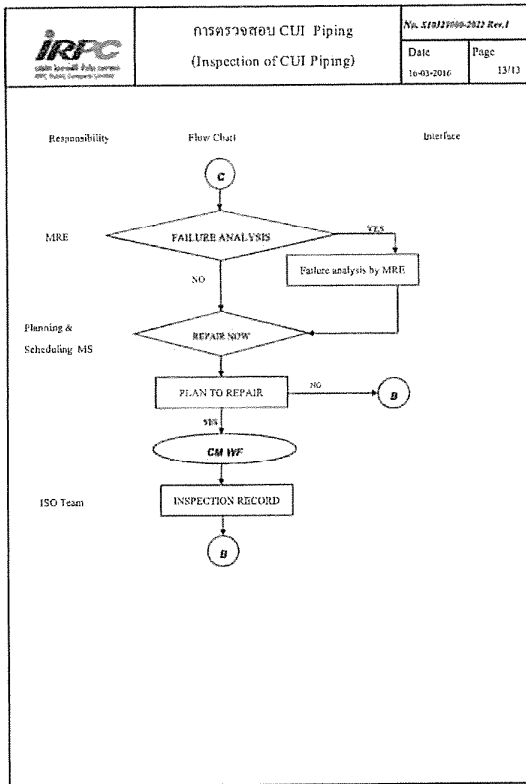 IRPC
การตรวจสอบ CUI Piping
(Inspection of CUI Piping)
Date
16-03-2016
Page
13/13
Responsibility
Flow Chart
Interface
C
MRE
FAILURE ANALYSIS
YES
Failure analysis by MRE
NO
Planning &
Scheduling MS
REPAIR NOW
PLAN TO REPAIR
NO
B
YES
CM WF
ISO Team
INSPECTION RECORD
B